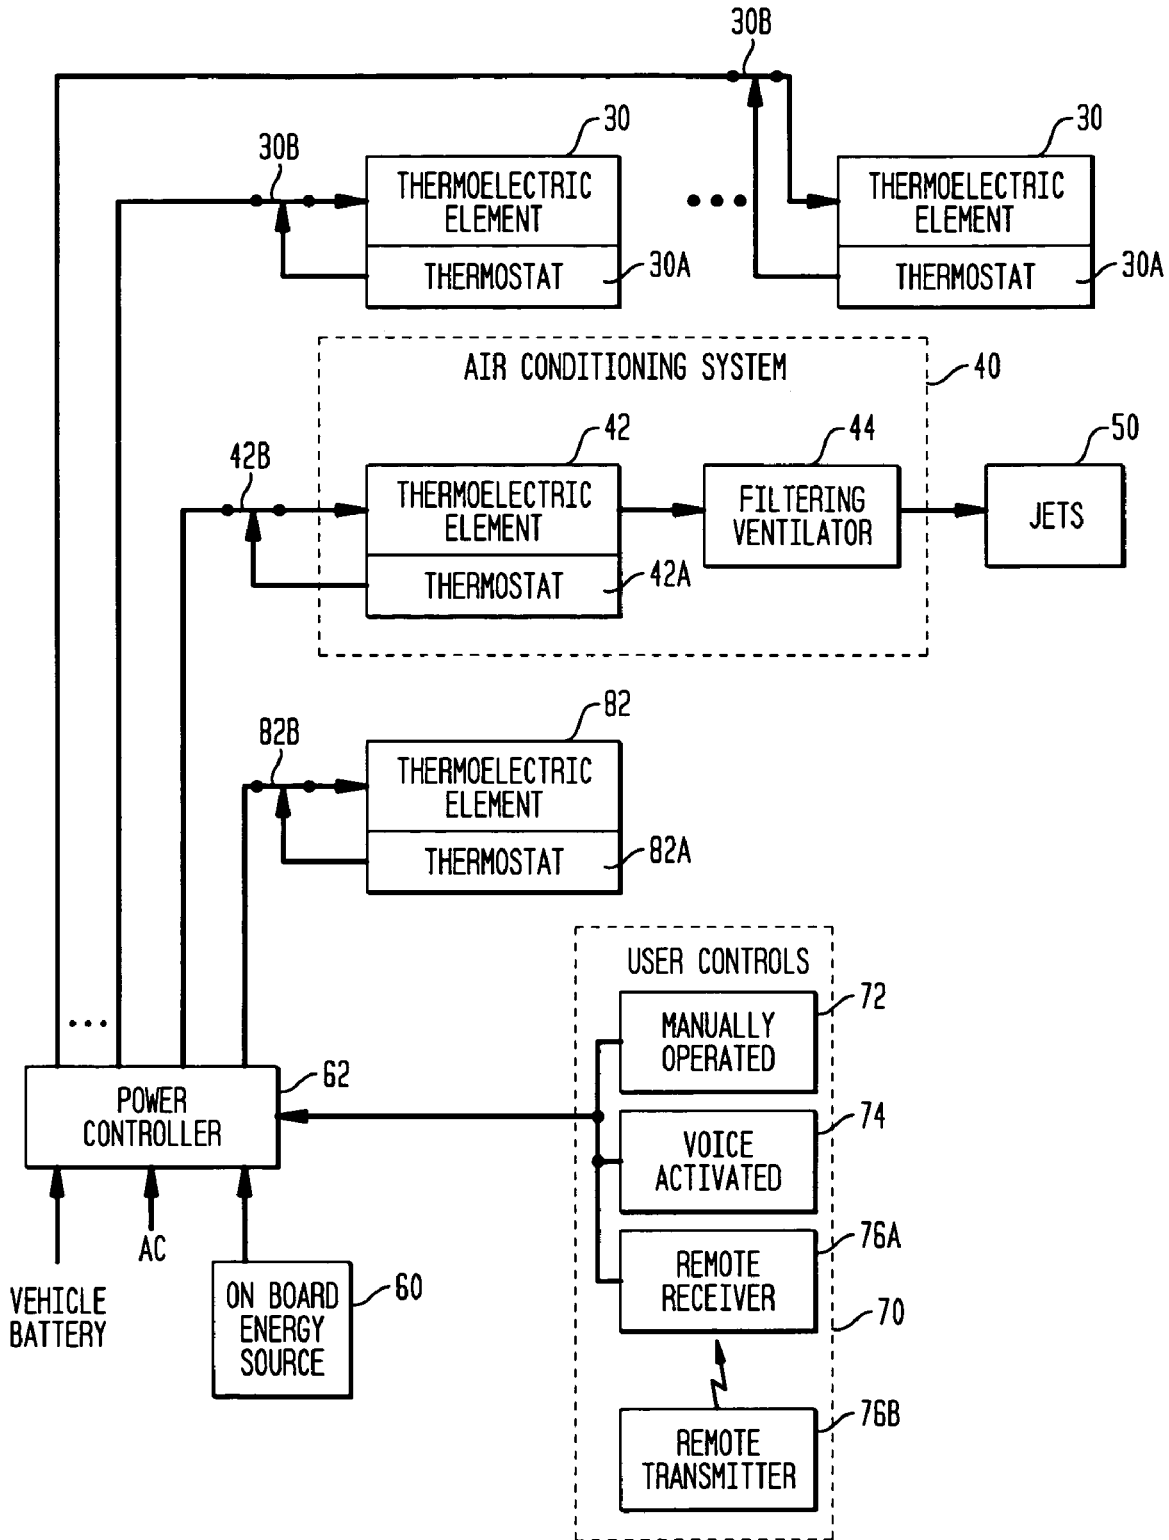 30B
30
30
30B
THERMOELECTRIC
ELEMENT
THERMOSTAT
30A
THERMOELECTRIC
ELEMENT
THERMOSTAT
30A
AIR CONDITIONING SYSTEM
40
42B
42
44
50
THERMOELECTRIC
ELEMENT
THERMOSTAT
42A
FILTERING
VENTILATOR
JETS
82B
82
THERMOELECTRIC
ELEMENT
THERMOSTAT
82A
USER CONTROLS
72
MANUALLY
OPERATED
62
POWER
CONTROLLER
74
VOICE
ACTIVATED
76A
REMOTE
RECEIVER
70
AC
VEHICLE
BATTERY
ON BOARD
ENERGY
SOURCE
60
76B
REMOTE
TRANSMITTER